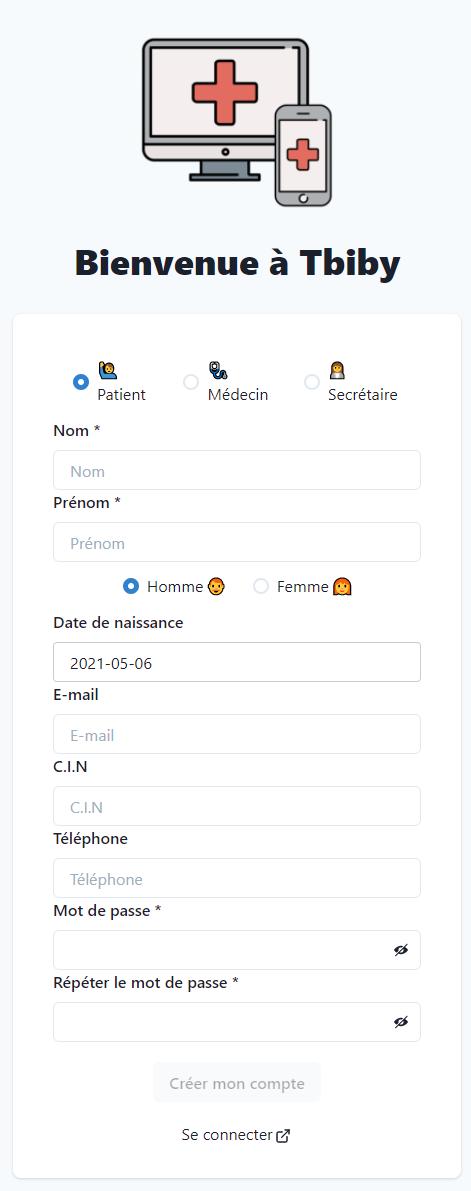 Bienvenue à Tbiby
Patient Médecin Secrétaire
Nom *
Nom
Prénom *
Prénom
Homme Femme
Date de naissance
2021-05-06
E-mail
E-mail
C.I.N
C.I.N
Téléphone
Téléphone
Mot de passe *
Répéter le mot de passe *
Créer mon compte
Se connecter